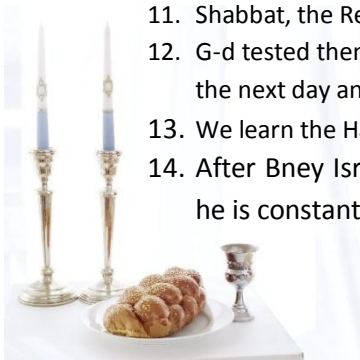 11. Shabbat, the Re
12. G-d tested ther
the next day an
13. We learn the Ha
14. After Bney Isr
he is constant